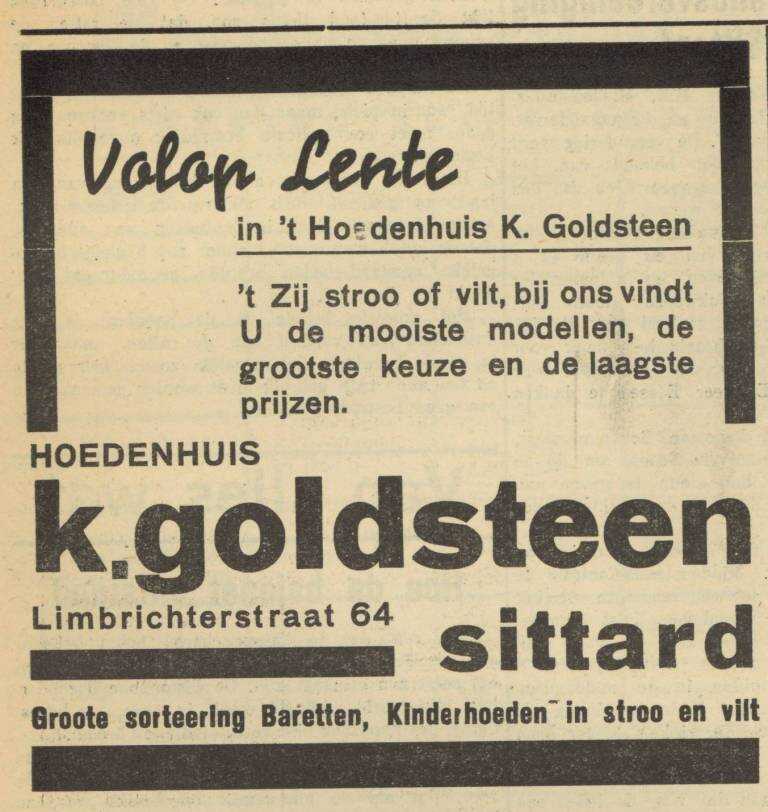 Volop Lente
in 't Hoedenhuis K. Goldsteen
't Zij stroo of vilt, bij ons vindt
U de mooiste modellen, de
grootste keuze en de laagste
prijzen.
HOEDENHUIS
k.goldsteen
Limbrichterstraat 64
sittard
Groote sorteering Baretten, Kinderhoeden in stroo en vilt